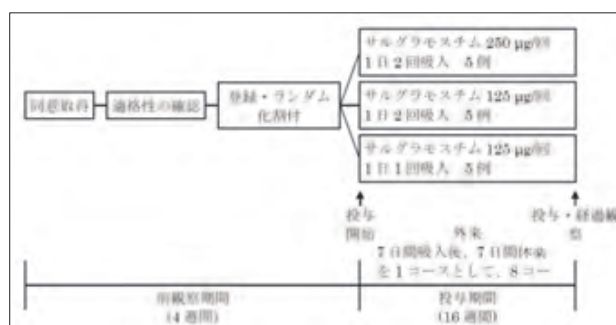 サルグラモスチム 250 μg/回
1日2回吸入 5例
同意取得
適格性の確認
登録・ランダム
化割付
サルグラモスチム 125 μg/回
1日2回吸入 5例
サルグラモスチム 125 μg/回
1日1回吸入 5例
投与
開始
外来
投与・経過観
7日間吸入後、7日間休薬
を1コースとして、8コー
前観察期間
(4週間)
投与期間
(16週間)